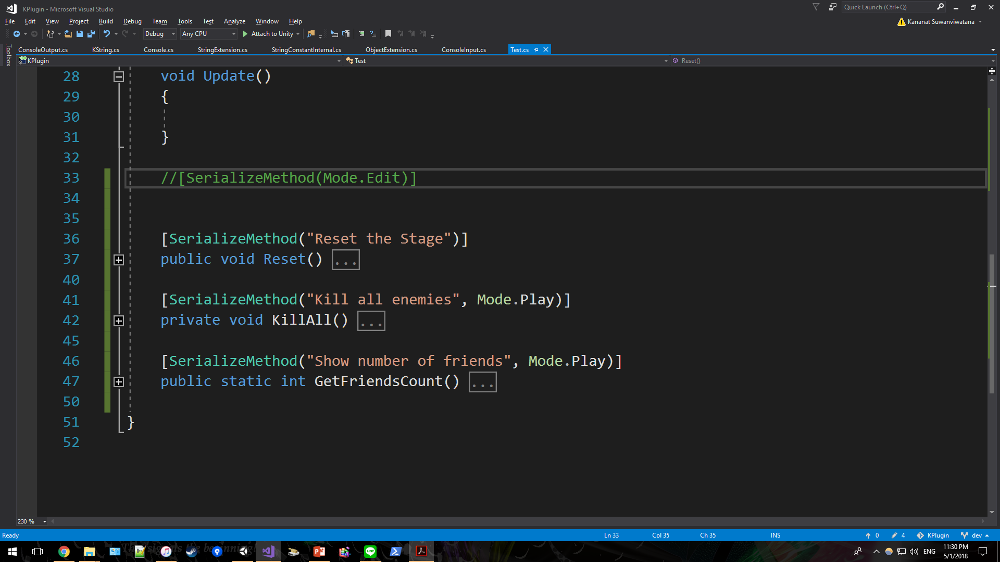 KPlugin - Microsoft Visual Studio
Quick Launch (Ctrl+Q)
File Edit View Project Build Debug Team Tools Test Analyze Window Help
Kananat Suwanviwatana
Debug Any CPU Attach to Unity
Toolbox
ConsoleOutput.cs KString.cs Console.cs StringExtension.cs StringConstantInternal.cs ObjectExtension.cs ConsoleInput.cs Test.cs
KPlugin Test Reset()
28 void Update()
29 {
30
31 }
32
33 //[SerializeMethod(Mode.Edit)]
34
35
36 [SerializeMethod("Reset the Stage")]
37 public void Reset() ...
40
41 [SerializeMethod("Kill all enemies", Mode.Play)]
42 private void KillAll() ...
45
46 [SerializeMethod("Show number of friends", Mode.Play)]
47 public static int GetFriendsCount() ...
50
51 }
52
230 %
Ready Ln 33 Col 35 Ch 35 INS 0 4 KPlugin dev
LINE
ENG
11:30 PM
5/1/2018